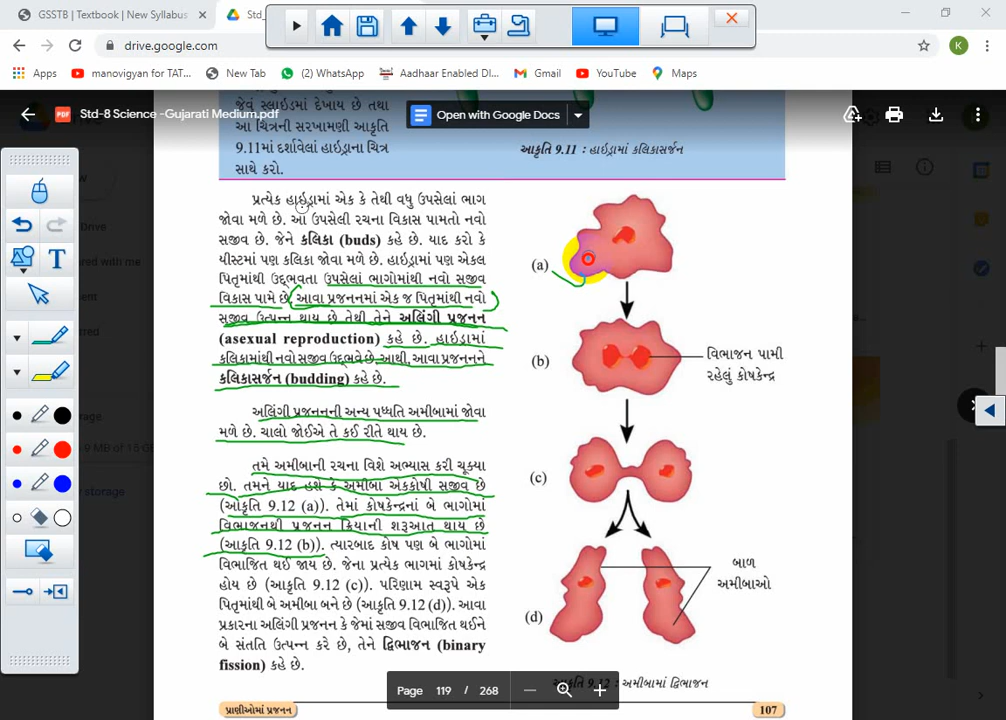 GSSTB | Textbook | New Syllabus
Std_
drive.google.com
Apps
manovigyan for TAT...
New Tab
(2) WhatsApp
Aadhaar Enabled DI...
Gmail
YouTube
Maps
Std-8 Science -Gujarati Medium.pdf
Open with Google Docs
જેવું સ્લાઇડમાં દેખાય છે તથા
આ ચિત્રની સરખામણી આકૃતિ
9.11માં દર્શાવેલાં હાઇડ્રાના ચિત્ર
સાથે કરો.
આકૃતિ 9.11 : હાઇડ્રામાં કલિકાસર્જન
પ્રત્યેક હાઇડ્રામાં એક કે તેથી વધુ ઉપસેલાં ભાગ
જોવા મળે છે. આ ઉપસેલી રચના વિકાસ પામતો નવો
સજીવ છે. જેને કલિકા (buds) કહે છે. યાદ કરો કે
યીસ્ટમાં પણ કલિકા જોવા મળે છે. હાઇડ્રામાં પણ એકલ
પિતૃમાંથી ઉદ્ભવતા ઉપસેલાં ભાગોમાંથી નવો સજીવ
વિકાસ પામે છે. આવા પ્રજનનમાં એક જ પિતૃમાંથી નવો
સજીવ ઉત્પન્ન થાય છે તેથી તેને અલિંગી પ્રજનન
(asexual reproduction) કહે છે. હાઇડ્રામાં
કલિકામાંથી નવો સજીવ ઉદ્ભવે છે. આથી, આવા પ્રજનનને
કલિકાસર્જન (budding) કહે છે.
અલિંગી પ્રજનનની અન્ય પધ્ધતિ અમીબામાં જોવા
મળે છે. ચાલો જોઈએ તે કઈ રીતે થાય છે.
તમે અમીબાની રચના વિશે અભ્યાસ કરી ચૂક્યા
છો. તમને યાદ હશે કે અમીબા એકકોષી સજીવ છે
(આકૃતિ 9.12 (a)). તેમાં કોષકેન્દ્રનાં બે ભાગોમાં
વિભાજનથી પ્રજનન ક્રિયાની શરૂઆત થાય છે
(આકૃતિ 9.12 (b)). ત્યારબાદ કોષ પણ બે ભાગોમાં
વિભાજિત થઈ જાય છે. જેના પ્રત્યેક ભાગમાં કોષકેન્દ્ર
હોય છે (આકૃતિ 9.12 (c)). પરિણામ સ્વરૂપે એક
પિતૃમાંથી બે અમીબા બને છે (આકૃતિ 9.12 (d)). આવા
પ્રકારના અલિંગી પ્રજનન કે જેમાં સજીવ વિભાજિત થઈને
બે સંતતિ ઉત્પન્ન કરે છે, તેને દ્વિભાજન (binary
fission) કહે છે.
(a)
(b)
વિભાજન પામી
રહેલું કોષકેન્દ્ર
(c)
બાળ
અમીબાઓ
(d)
આકૃતિ 9.12 : અમીબામાં દ્વિભાજન
Page 119 / 268
પ્રાણીઓમાં પ્રજનન
107